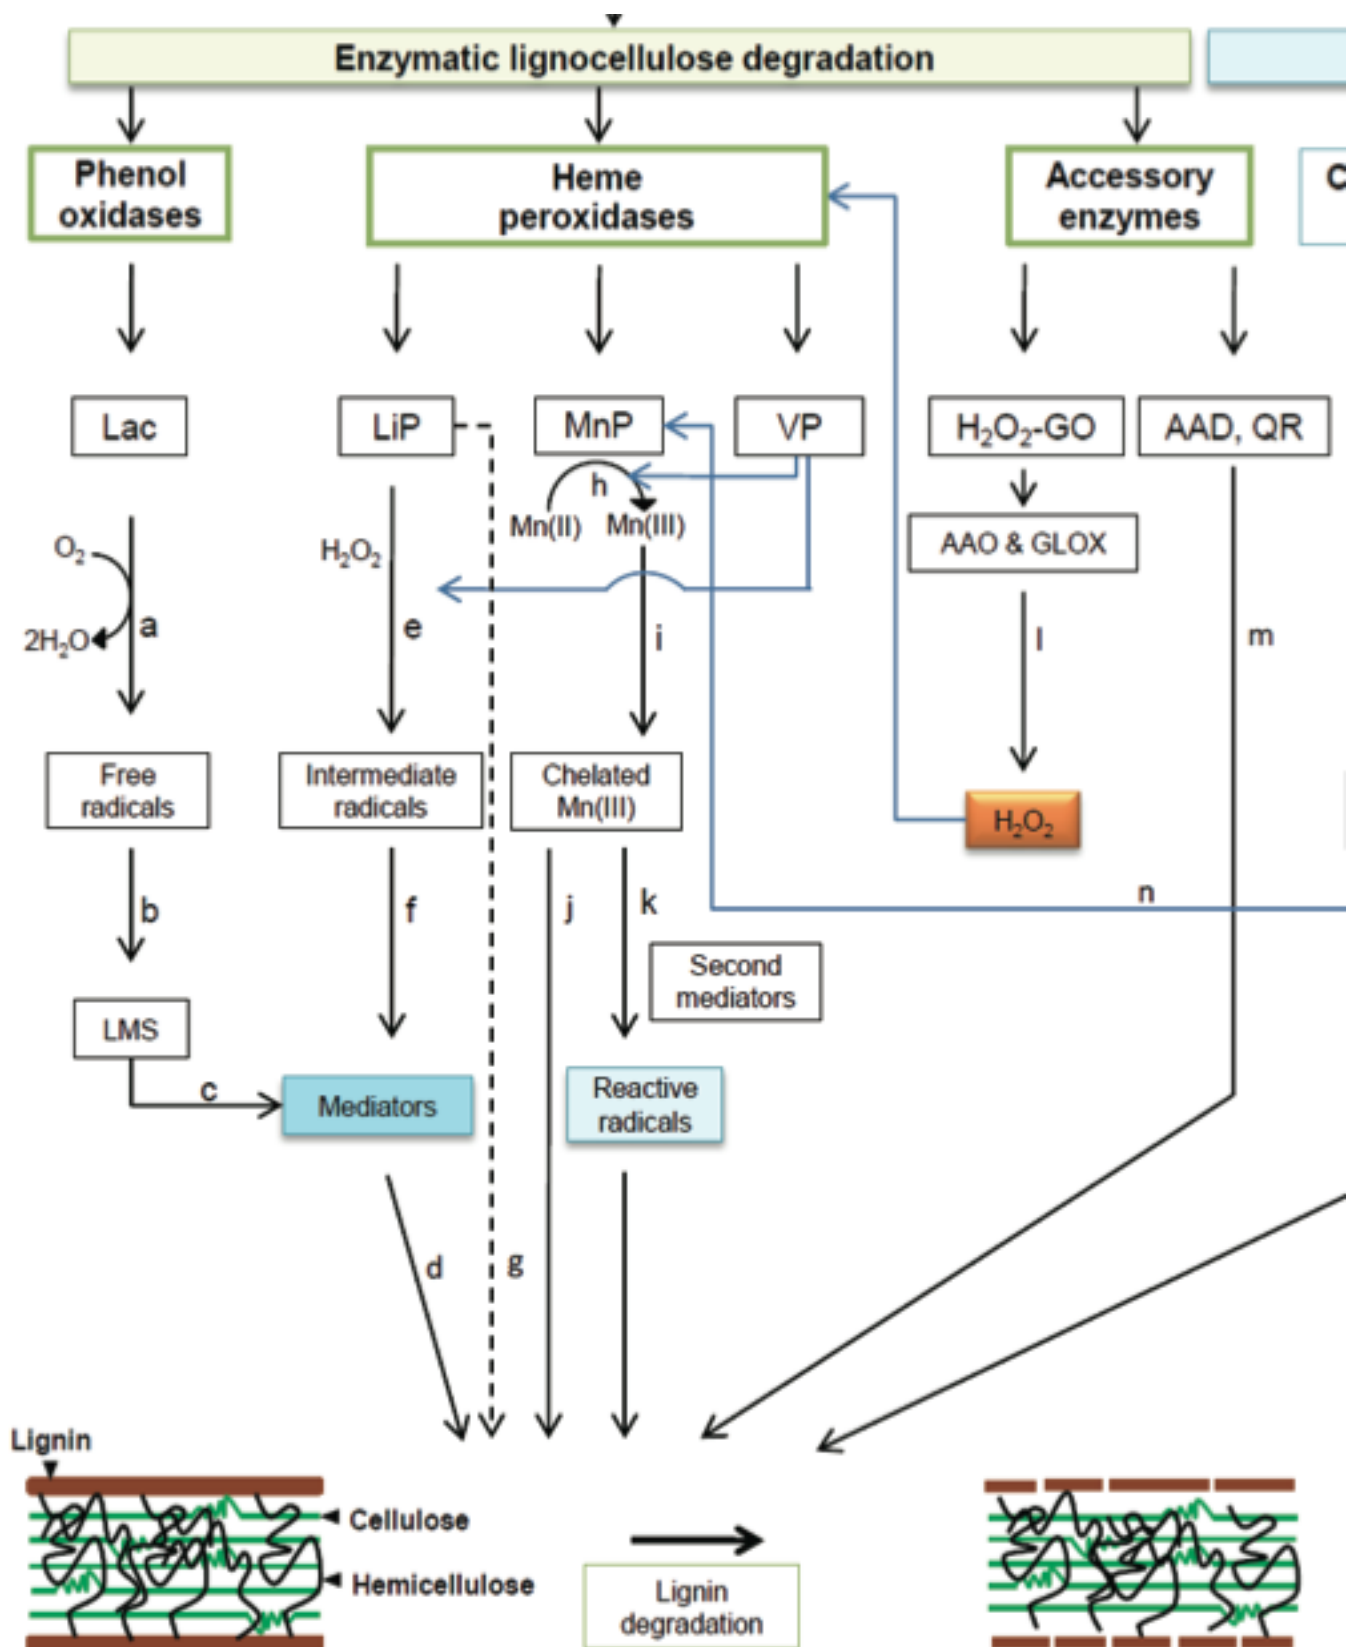 Enzymatic lignocellulose degradation
Phenol
oxidases
Heme
peroxidases
Accessory
enzymes
C
Lac
LiP
MnP
VP
H₂O₂-GO
AAD, QR
h
Mn(II)
Mn(III)
O₂
H₂O₂
AAO & GLOX
2H₂O
a
e
i
l
m
Free
radicals
Intermediate
radicals
Chelated
Mn(III)
H₂O₂
b
f
j
k
n
Second
mediators
LMS
c
Mediators
Reactive
radicals
d
g
Lignin
Cellulose
Hemicellulose
Lignin
degradation